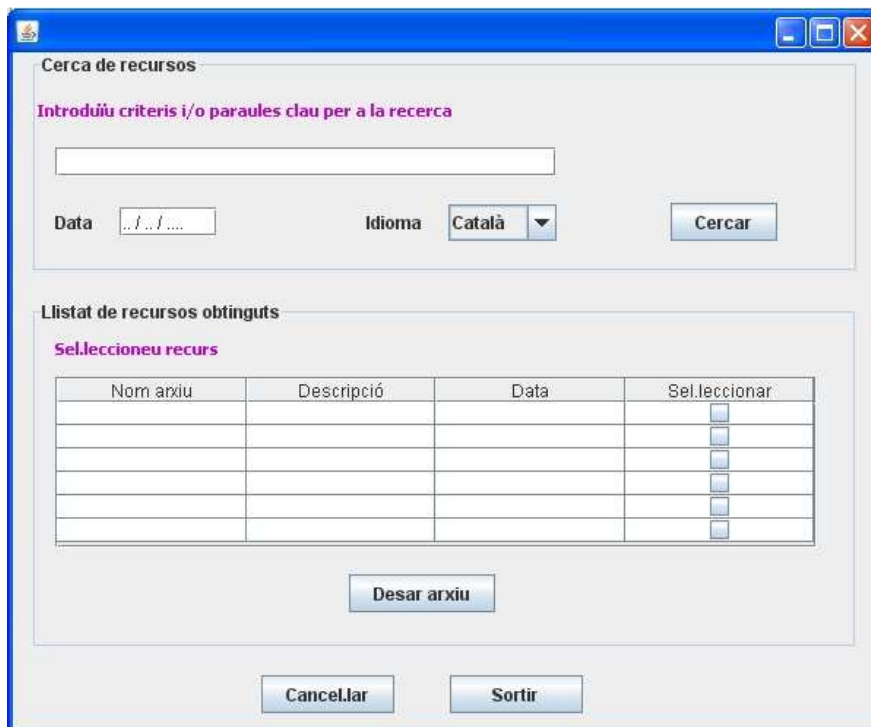 Cerca de recursos
Introduïu criteris i/o paraules clau per a la recerca
Data ../../.... Idioma Català Cercar
Llistat de recursos obtinguts
Sel.leccioneu recurs
Nom arxiu Descripció Data Sel.leccionar
Desar arxiu
Cancel.lar Sortir